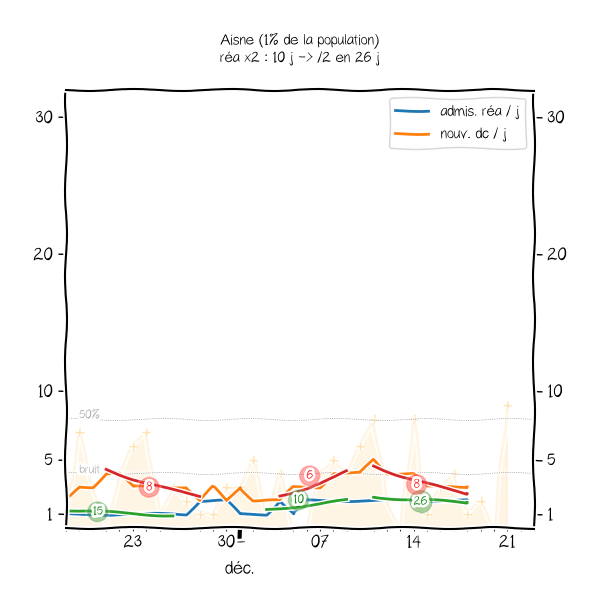 Aisne (1% de la population)
réa x2 : 10 j -> /2 en 26 j
admis. réa / j
nouv. dc / j
30 30
20 20
10 10
50%
5 5
bruit
6
8 8
10 26
15
1 1
23 30 07 14 21
déc.